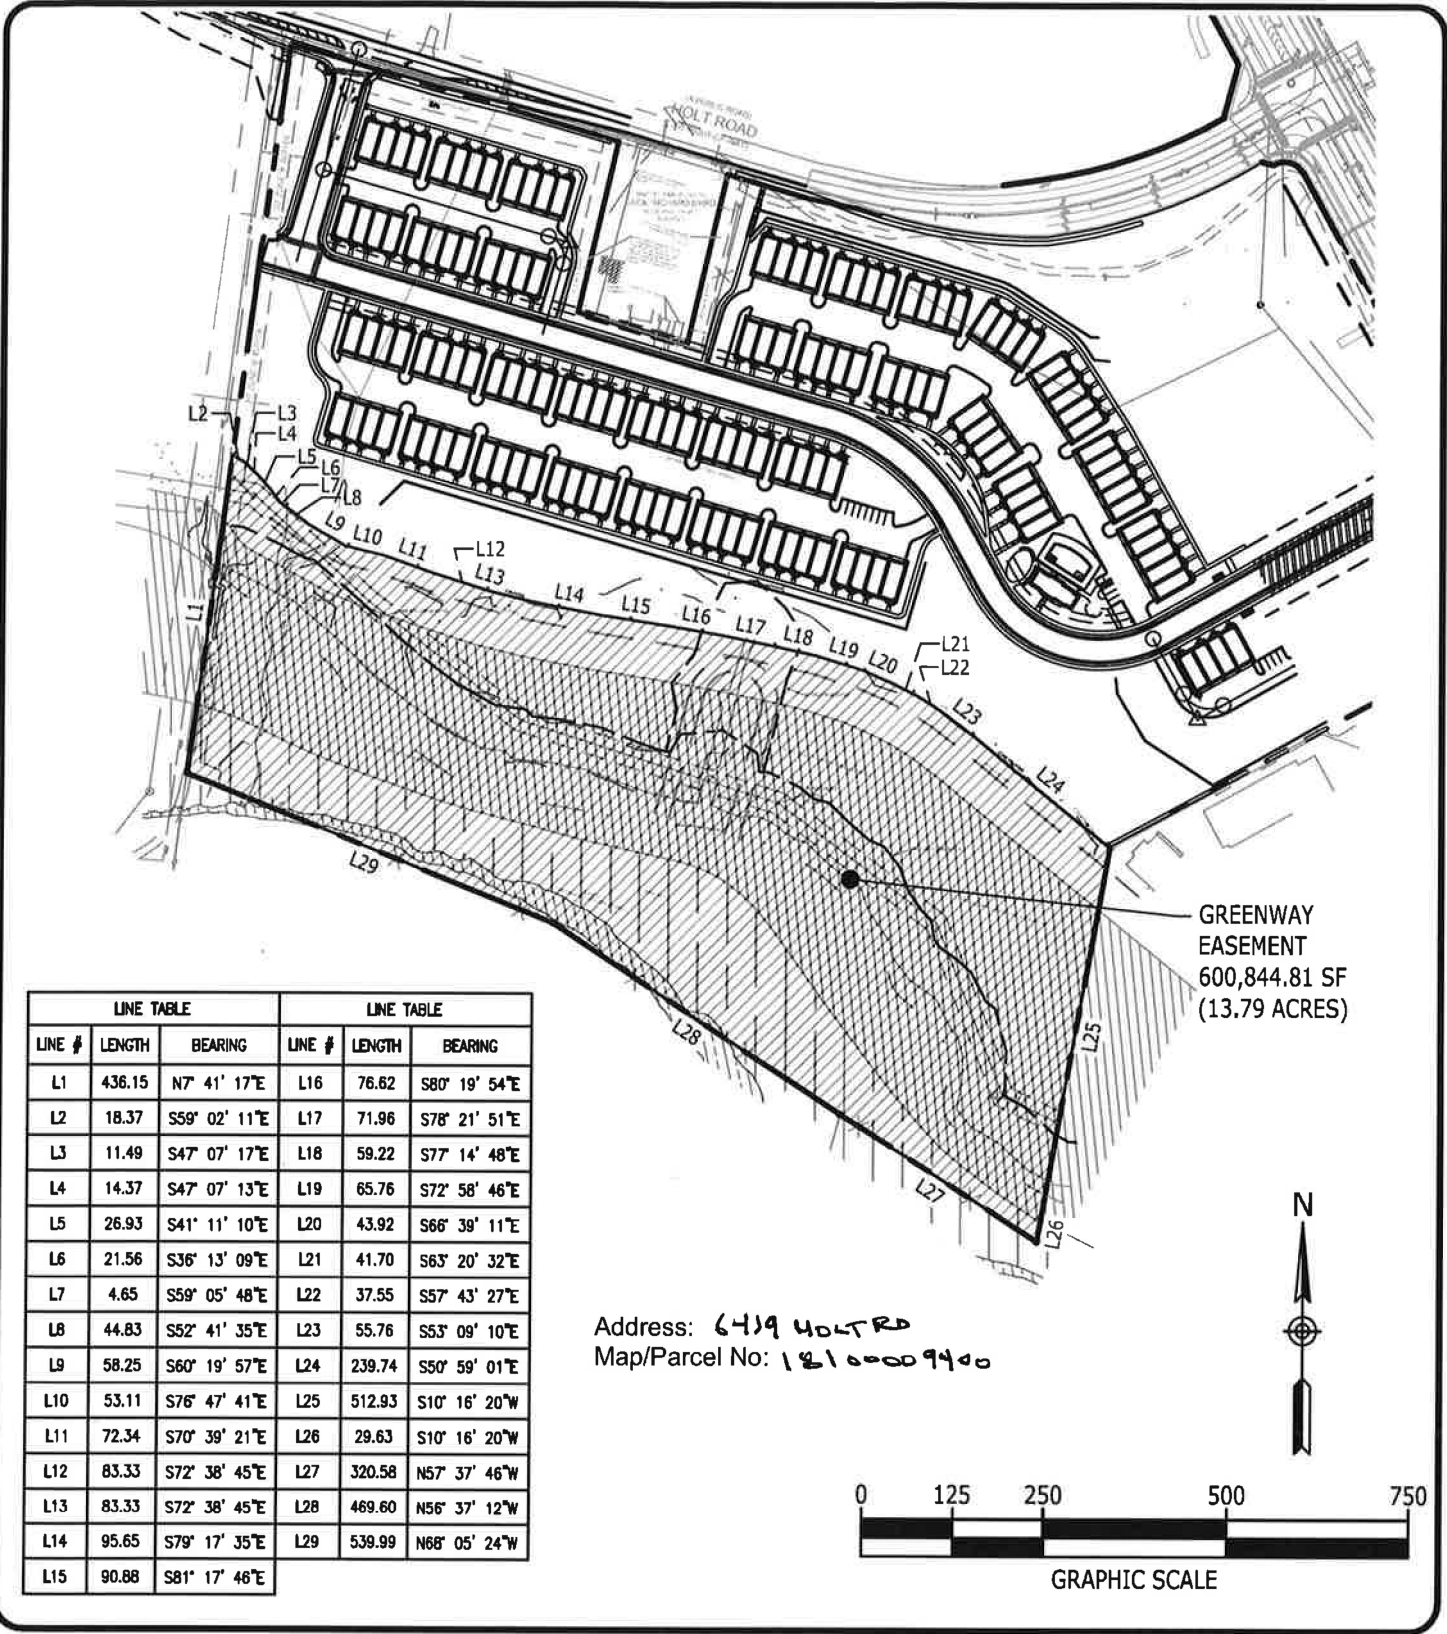 HOLT ROAD
L2
L3
L4
L5
L6
L7
L8
L9
L10
L11
L12
L13
L14
L15
L16
L17
L18
L19
L20
L21
L22
L23
L24
L1
L29
L28
L27
L26
L25
GREENWAY
EASEMENT
600,844.81 SF
(13.79 ACRES)
LINE TABLE LINE TABLE
LINE # LENGTH BEARING LINE # LENGTH BEARING
L1 436.15 N7° 41' 17"E L16 76.62 S80° 19' 54"E
L2 18.37 S59° 02' 11"E L17 71.96 S78° 21' 51"E
L3 11.49 S47° 07' 17"E L18 59.22 S77° 14' 48"E
L4 14.37 S47° 07' 13"E L19 65.76 S72° 58' 46"E
L5 26.93 S41° 11' 10"E L20 43.92 S66° 39' 11"E
L6 21.56 S36° 13' 09"E L21 41.70 S63° 20' 32"E
L7 4.65 S59° 05' 48"E L22 37.55 S57° 43' 27"E
L8 44.83 S52° 41' 35"E L23 55.76 S53° 09' 10"E
L9 58.25 S60° 19' 57"E L24 239.74 S50° 59' 01"E
L10 53.11 S76° 47' 41"E L25 512.93 S10° 16' 20"W
L11 72.34 S70° 39' 21"E L26 29.63 S10° 16' 20"W
L12 83.33 S72° 38' 45"E L27 320.58 N57° 37' 46"W
L13 83.33 S72° 38' 45"E L28 469.60 N56° 37' 12"W
L14 95.65 S79° 17' 35"E L29 539.99 N68° 05' 24"W
L15 90.88 S81° 17' 46"E
Address: 6419 HOLT RD
Map/Parcel No: 18100009400
N
0 125 250 500 750
GRAPHIC SCALE